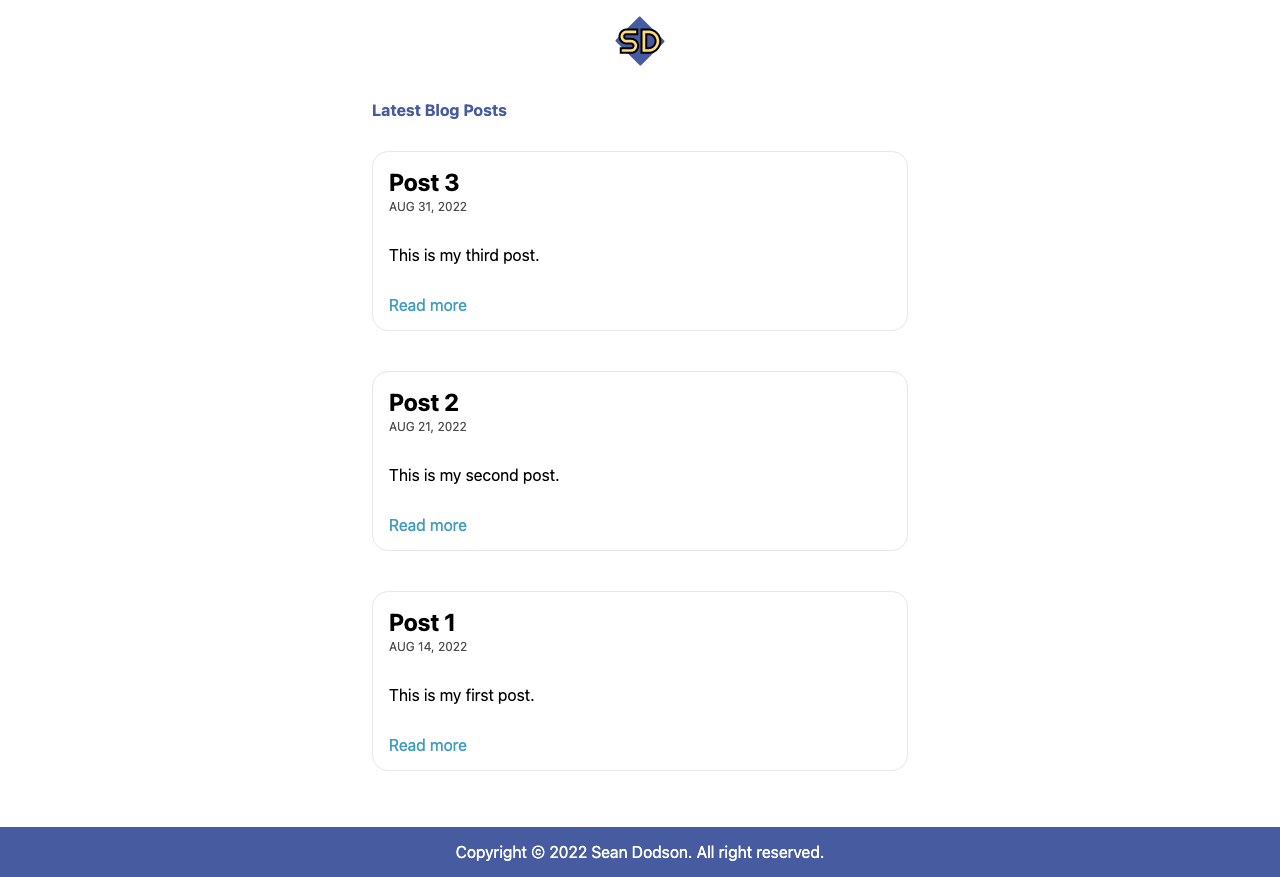 SD
Latest Blog Posts
Post 3
AUG 31, 2022
This is my third post.
Read more
Post 2
AUG 21, 2022
This is my second post.
Read more
Post 1
AUG 14, 2022
This is my first post.
Read more
Copyright © 2022 Sean Dodson. All right reserved.